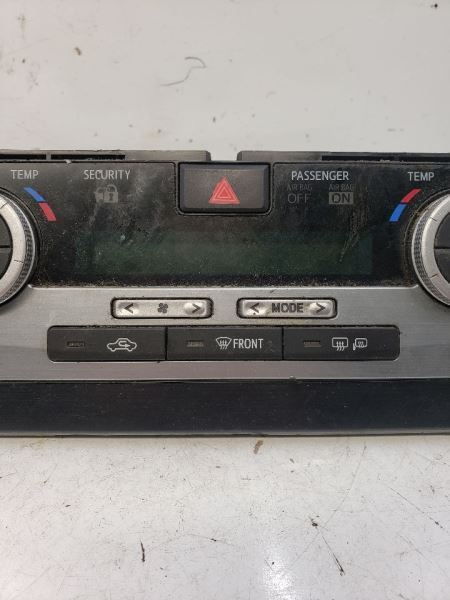 TEMP SECURITY PASSENGER TEMP
AIR BAG AIR BAG
OFF ON
< > < MODE >
FRONT